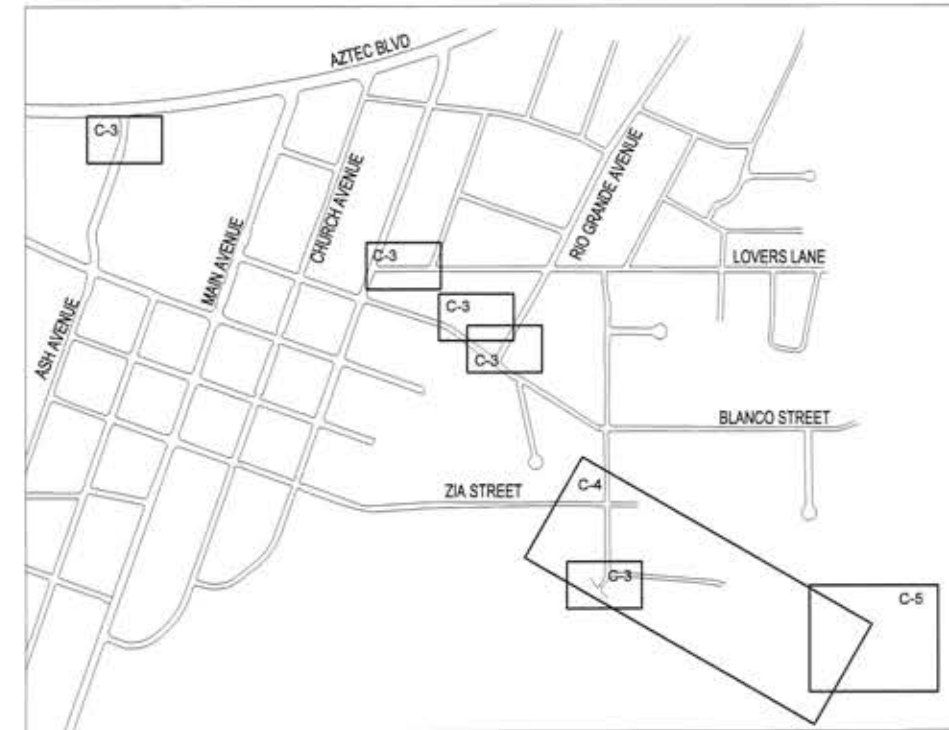 AZTEC BLVD
C-3
CHURCH AVENUE
RIO GRANDE AVENUE
MAIN AVENUE
C-3
LOVERS LANE
ASH AVENUE
C-3
C-3
BLANCO STREET
C-4
ZIA STREET
C-3
C-5